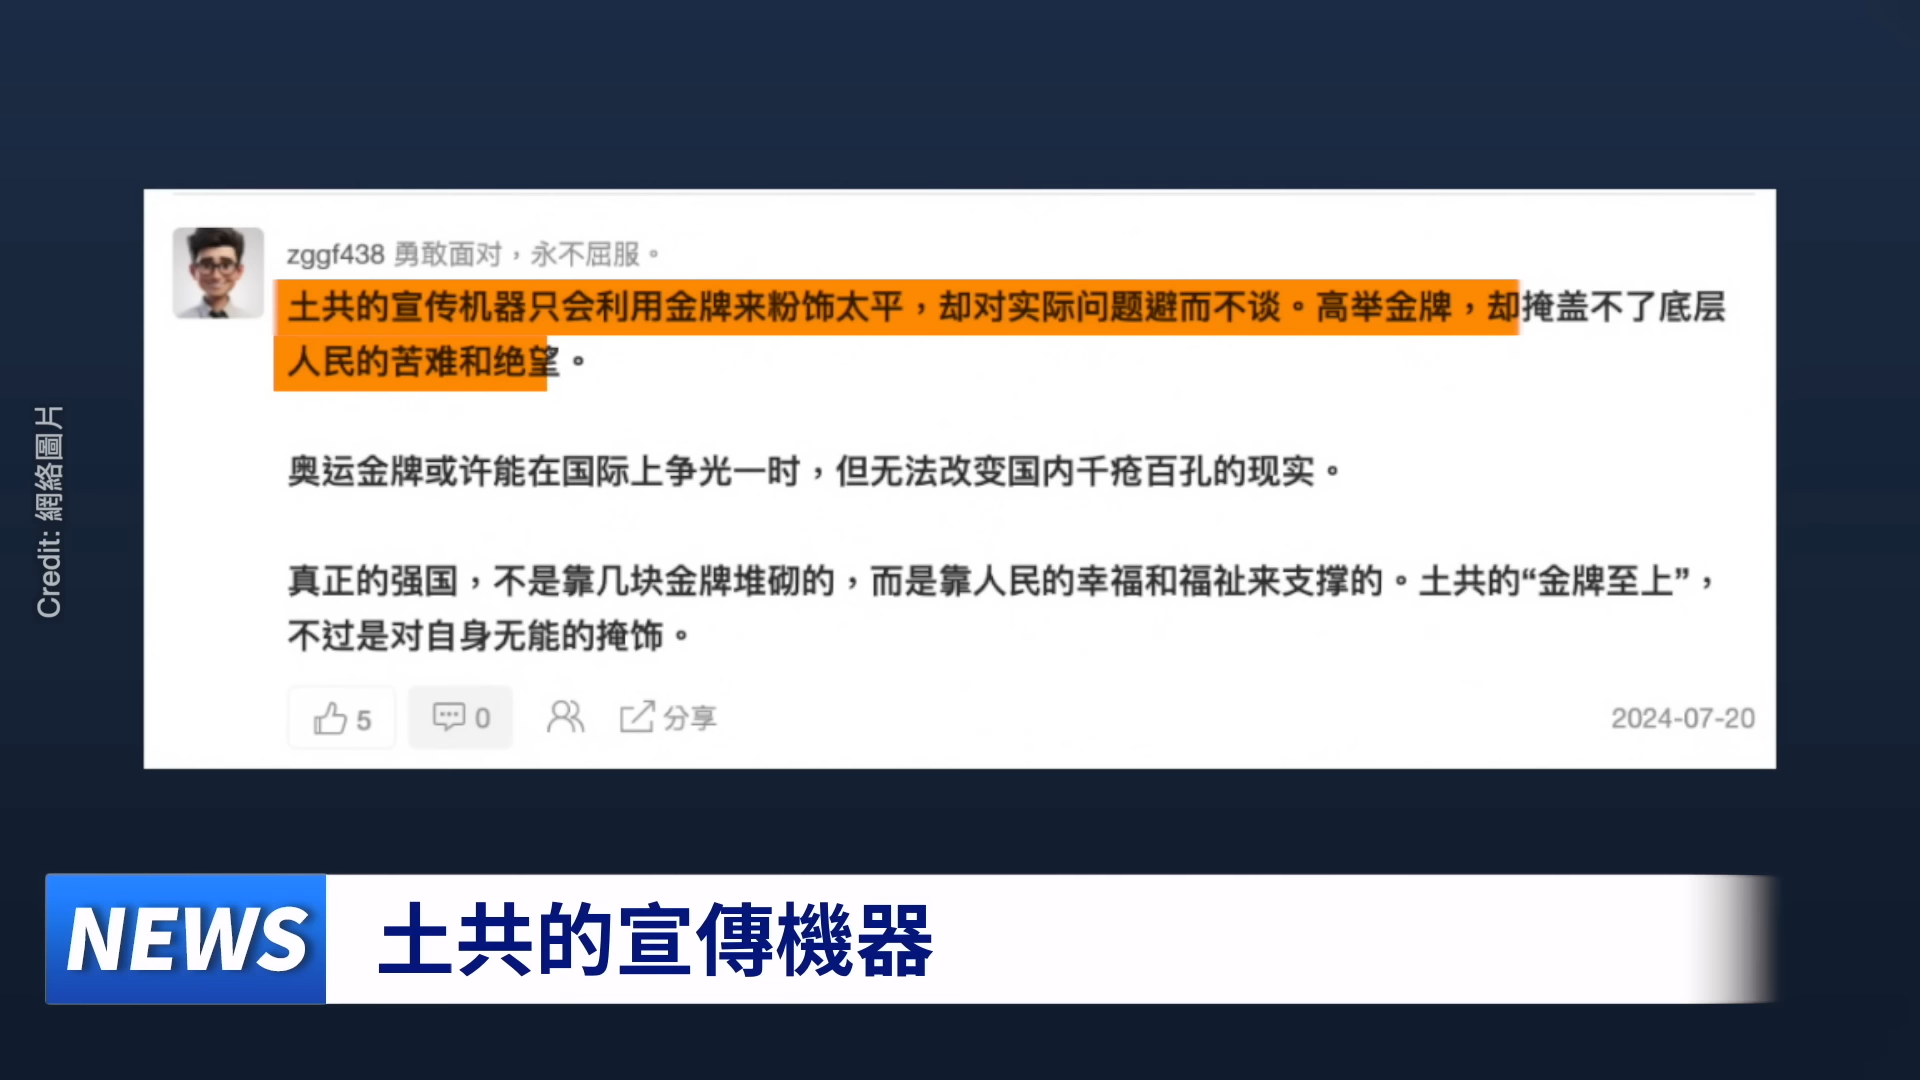 zggf438 勇敢面对，永不屈服。
土共的宣传机器只会利用金牌来粉饰太平，却对实际问题避而不谈。高举金牌，却掩盖不了底层
人民的苦难和绝望。
奥运金牌或许能在国际上争光一时，但无法改变国内千疮百孔的现实。
真正的强国，不是靠几块金牌堆砌的，而是靠人民的幸福和福祉来支撑的。土共的“金牌至上”，
不过是对自身无能的掩饰。
5 0 分享
2024-07-20
Credit: 網絡圖片
NEWS
土共的宣傳機器